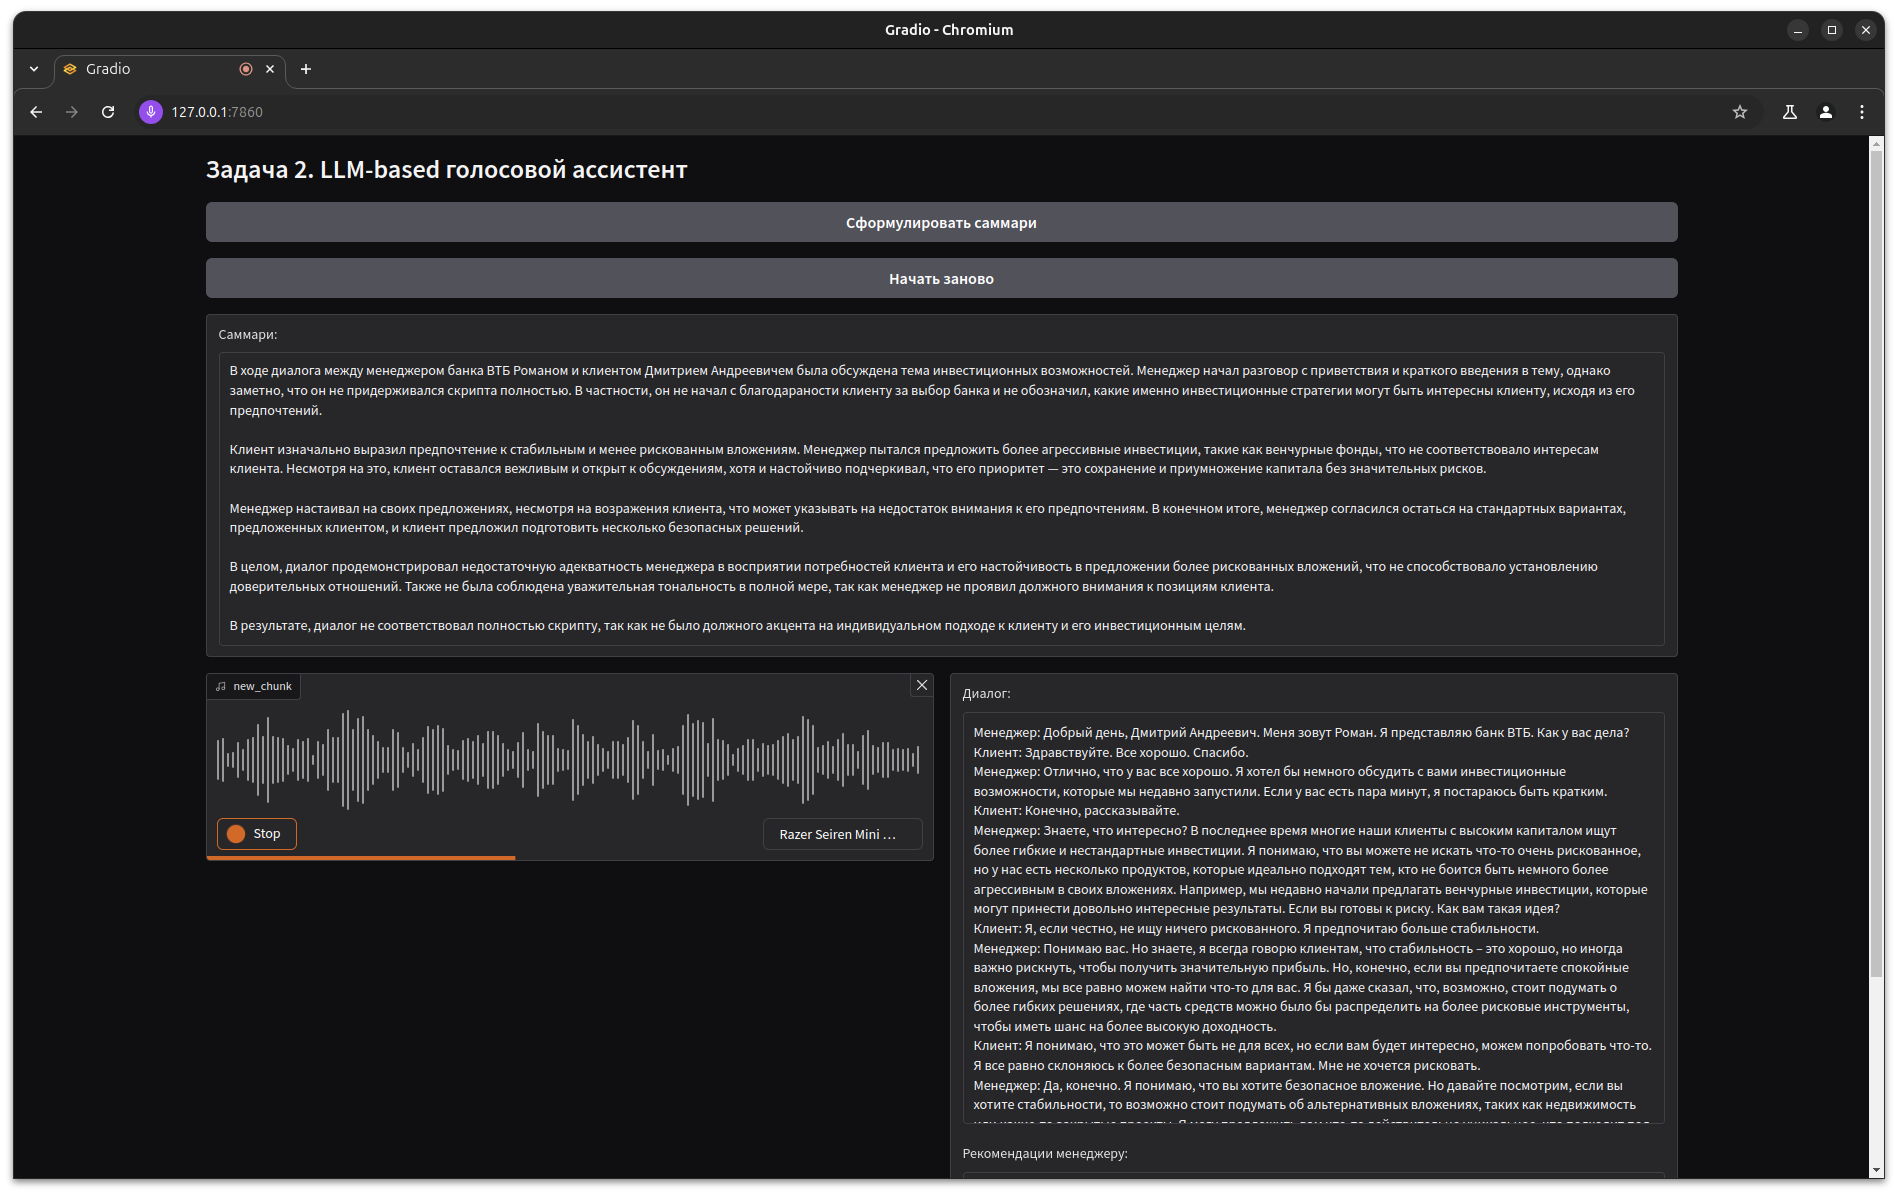 Gradio - Chromium
Gradio
127.0.0.1:7860
Задача 2. LLM-based голосовой ассистент
Сформулировать саммари
Начать заново
Саммари:
В ходе диалога между менеджером банка ВТБ Романом и клиентом Дмитрием Андреевичем была обсуждена тема инвестиционных возможностей. Менеджер начал разговор с приветствия и краткого введения в тему, однако
заметно, что он не придерживался скрипта полностью. В частности, он не начал с благодараности клиенту за выбор банка и не обозначил, какие именно инвестиционные стратегии могут быть интересны клиенту, исходя из его
предпочтений.
Клиент изначально выразил предпочтение к стабильным и менее рискованным вложениям. Менеджер пытался предложить более агрессивные инвестиции, такие как венчурные фонды, что не соответствовало интересам
клиента. Несмотря на это, клиент оставался вежливым и открыт к обсуждениям, хотя и настойчиво подчеркивал, что его приоритет — это сохранение и приумножение капитала без значительных рисков.
Менеджер настаивал на своих предложениях, несмотря на возражения клиента, что может указывать на недостаток внимания к его предпочтениям. В конечном итоге, менеджер согласился остаться на стандартных вариантах,
предложенных клиентом, и клиент предложил подготовить несколько безопасных решений.
В целом, диалог продемонстрировал недостаточную адекватность менеджера в восприятии потребностей клиента и его настойчивость в предложении более рискованных вложений, что не способствовало установлению
доверительных отношений. Также не была соблюдена уважительная тональность в полной мере, так как менеджер не проявил должного внимания к позициям клиента.
В результате, диалог не соответствовал полностью скрипту, так как не было должного акцента на индивидуальном подходе к клиенту и его инвестиционным целям.
new_chunk
Stop
Razer Seiren Mini ...
Диалог:
Менеджер: Добрый день, Дмитрий Андреевич. Меня зовут Роман. Я представляю банк ВТБ. Как у вас дела?
Клиент: Здравствуйте. Все хорошо. Спасибо.
Менеджер: Отлично, что у вас все хорошо. Я хотел бы немного обсудить с вами инвестиционные
возможности, которые мы недавно запустили. Если у вас есть пара минут, я постараюсь быть кратким.
Клиент: Конечно, рассказывайте.
Менеджер: Знаете, что интересно? В последнее время многие наши клиенты с высоким капиталом ищут
более гибкие и нестандартные инвестиции. Я понимаю, что вы можете не искать что-то очень рискованное,
но у нас есть несколько продуктов, которые идеально подходят тем, кто не боится быть немного более
агрессивным в своих вложениях. Например, мы недавно начали предлагать венчурные инвестиции, которые
могут принести довольно интересные результаты. Если вы готовы к риску. Как вам такая идея?
Клиент: Я, если честно, не ищу ничего рискованного. Я предпочитаю больше стабильности.
Менеджер: Понимаю вас. Но знаете, я всегда говорю клиентам, что стабильность – это хорошо, но иногда
важно рискнуть, чтобы получить значительную прибыль. Но, конечно, если вы предпочитаете спокойные
вложения, мы все равно можем найти что-то для вас. Я бы даже сказал, что, возможно, стоит подумать о
более гибких решениях, где часть средств можно было бы распределить на более рисковые инструменты,
чтобы иметь шанс на более высокую доходность.
Клиент: Я понимаю, что это может быть не для всех, но если вам будет интересно, можем попробовать что-то.
Я все равно склоняюсь к более безопасным вариантам. Мне не хочется рисковать.
Менеджер: Да, конечно. Я понимаю, что вы хотите безопасное вложение. Но давайте посмотрим, если вы
хотите стабильности, то возможно стоит подумать об альтернативных вложениях, таких как недвижимость
Рекомендации менеджеру: